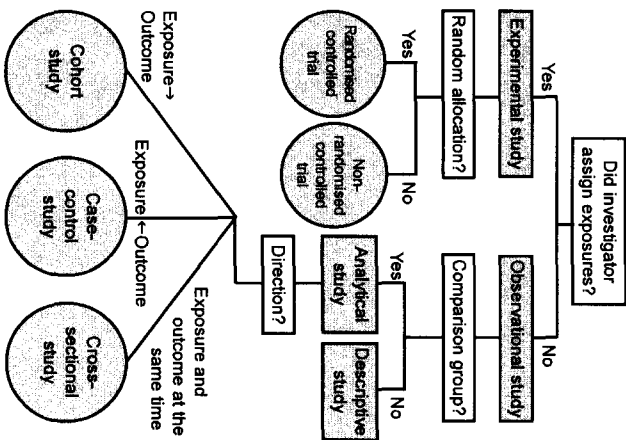 Did investigator
assign exposures?
Yes
No
Experimental study
Observational study
Random allocation?
Comparison group?
Yes
No
Yes
No
Randomised
controlled
trial
Non-
randomised
controlled
trial
Analytical
study
Descriptive
study
Direction?
Exposure→
Outcome
Exposure←Outcome
Exposure and
outcome at the
same time
Cohort
study
Case-
control
study
Cross-
sectional
study